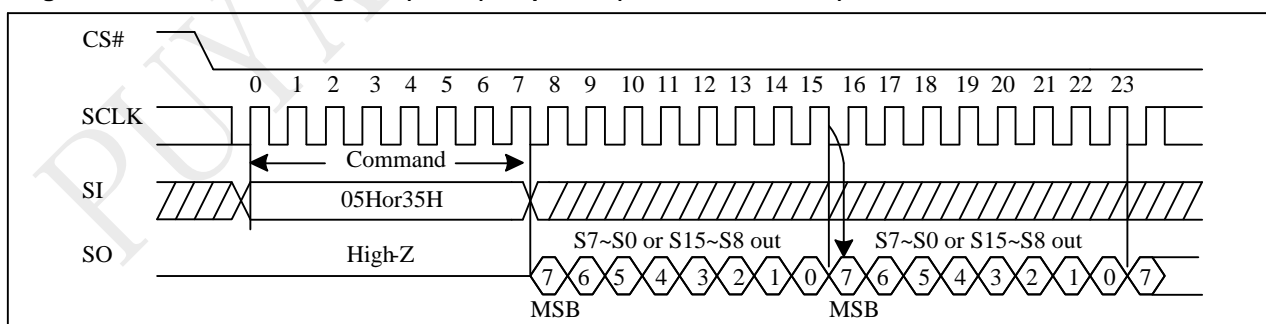 CS#
0 1 2 3 4 5 6 7 8 9 10 11 12 13 14 15 16 17 18 19 20 21 22 23
SCLK
Command
SI
05Hor35H
S7~S0 or S15~S8 out S7~S0 or S15~S8 out
SO
High-Z
7 6 5 4 3 2 1 0 7 6 5 4 3 2 1 0 7
MSB MSB